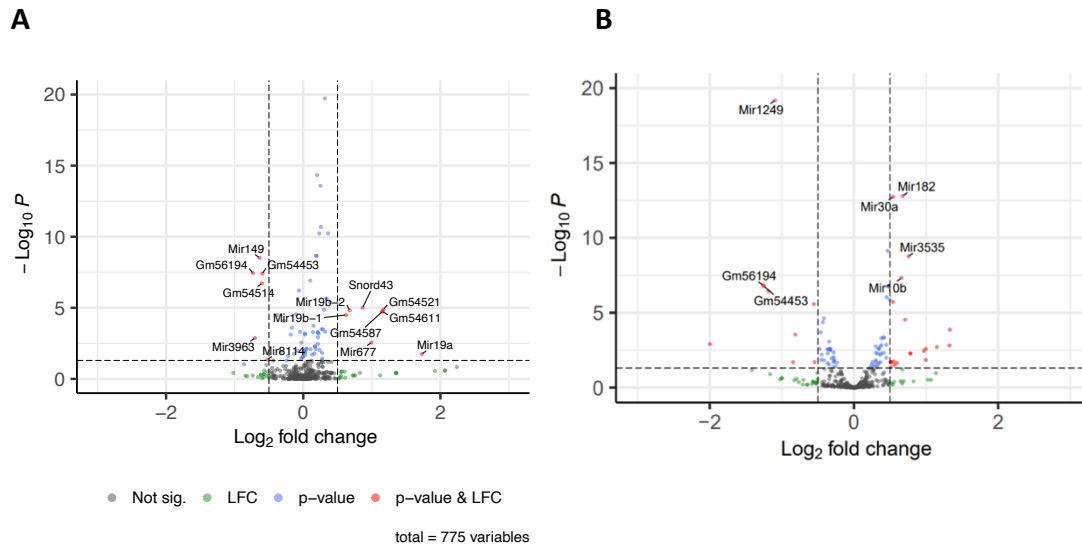 A
B
20
15
10
5
0
− Log10 P
Mir149
Gm56194
Gm54453
Gm54514
Snord43
Mir19b−2
Gm54521
Mir19b−1
Gm54611
Gm54587
Mir3963
Mir8114
Mir677
Mir19a
−2
0
2
Log2 fold change
20
15
10
5
0
− Log10 P
Mir1249
Mir182
Mir30a
Mir3535
Gm56194
Mir10b
Gm54453
−2
0
2
Log2 fold change
Not sig.
LFC
p−value
p−value & LFC
total = 775 variables